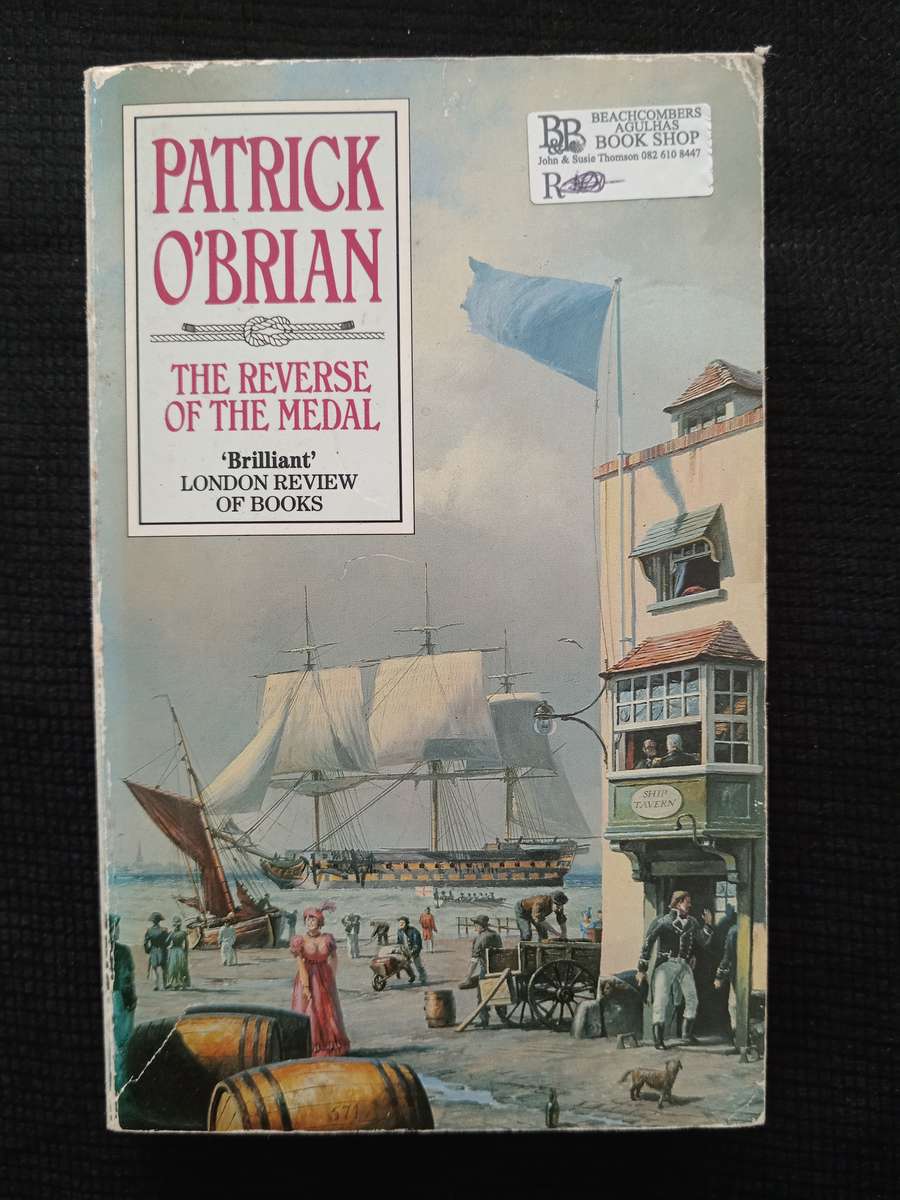 PATRICK
O'BRIAN
THE REVERSE
OF THE MEDAL
'Brilliant'
LONDON REVIEW
OF BOOKS
B&B
BEACHCOMBERS
AGULHAS
BOOK SHOP
John & Susie Thomson 082 610 8447
R
SHIP
TAVERN
371